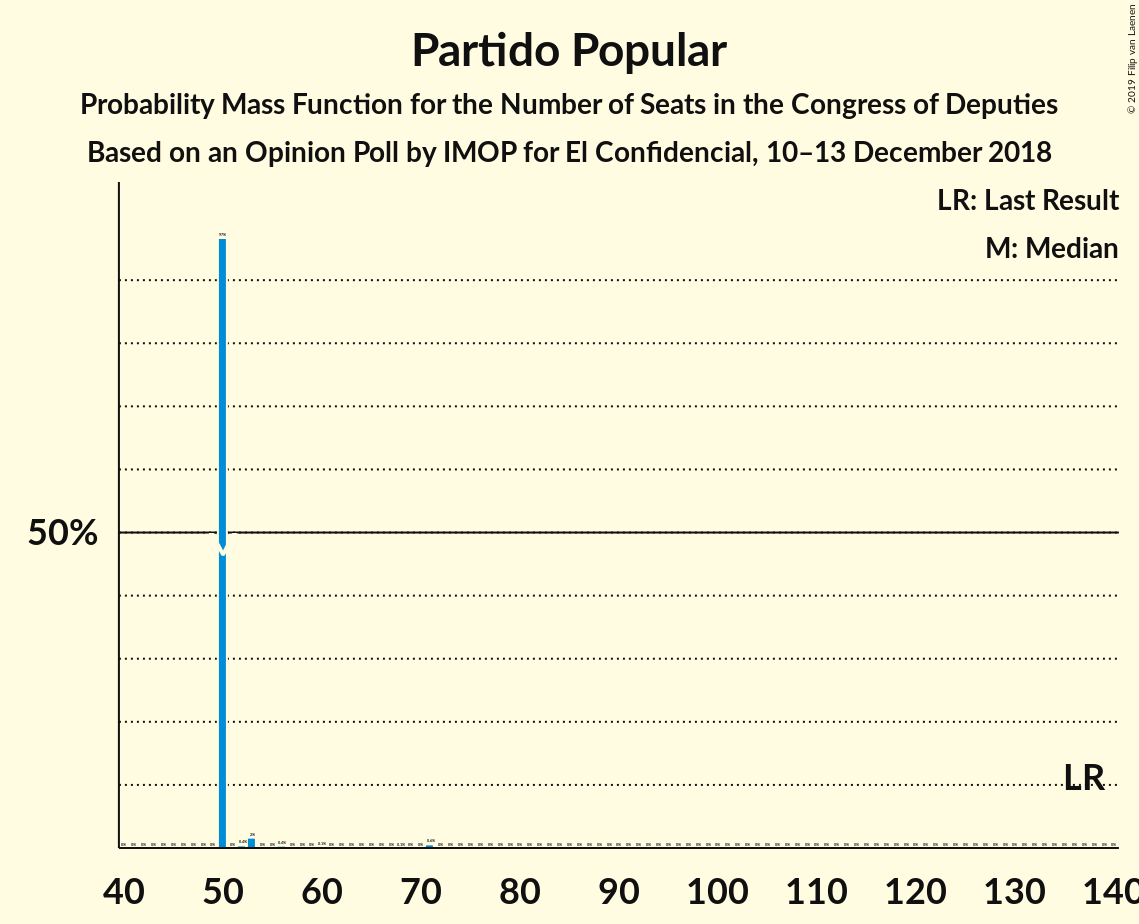 Partido Popular
Probability Mass Function for the Number of Seats in the Congress of Deputies
Based on an Opinion Poll by IMOP for El Confidencial, 10–13 December 2018
© 2019 Filip van Laenen
LR: Last Result
M: Median
50%
LR
40 50 60 70 80 90 100 110 120 130 140